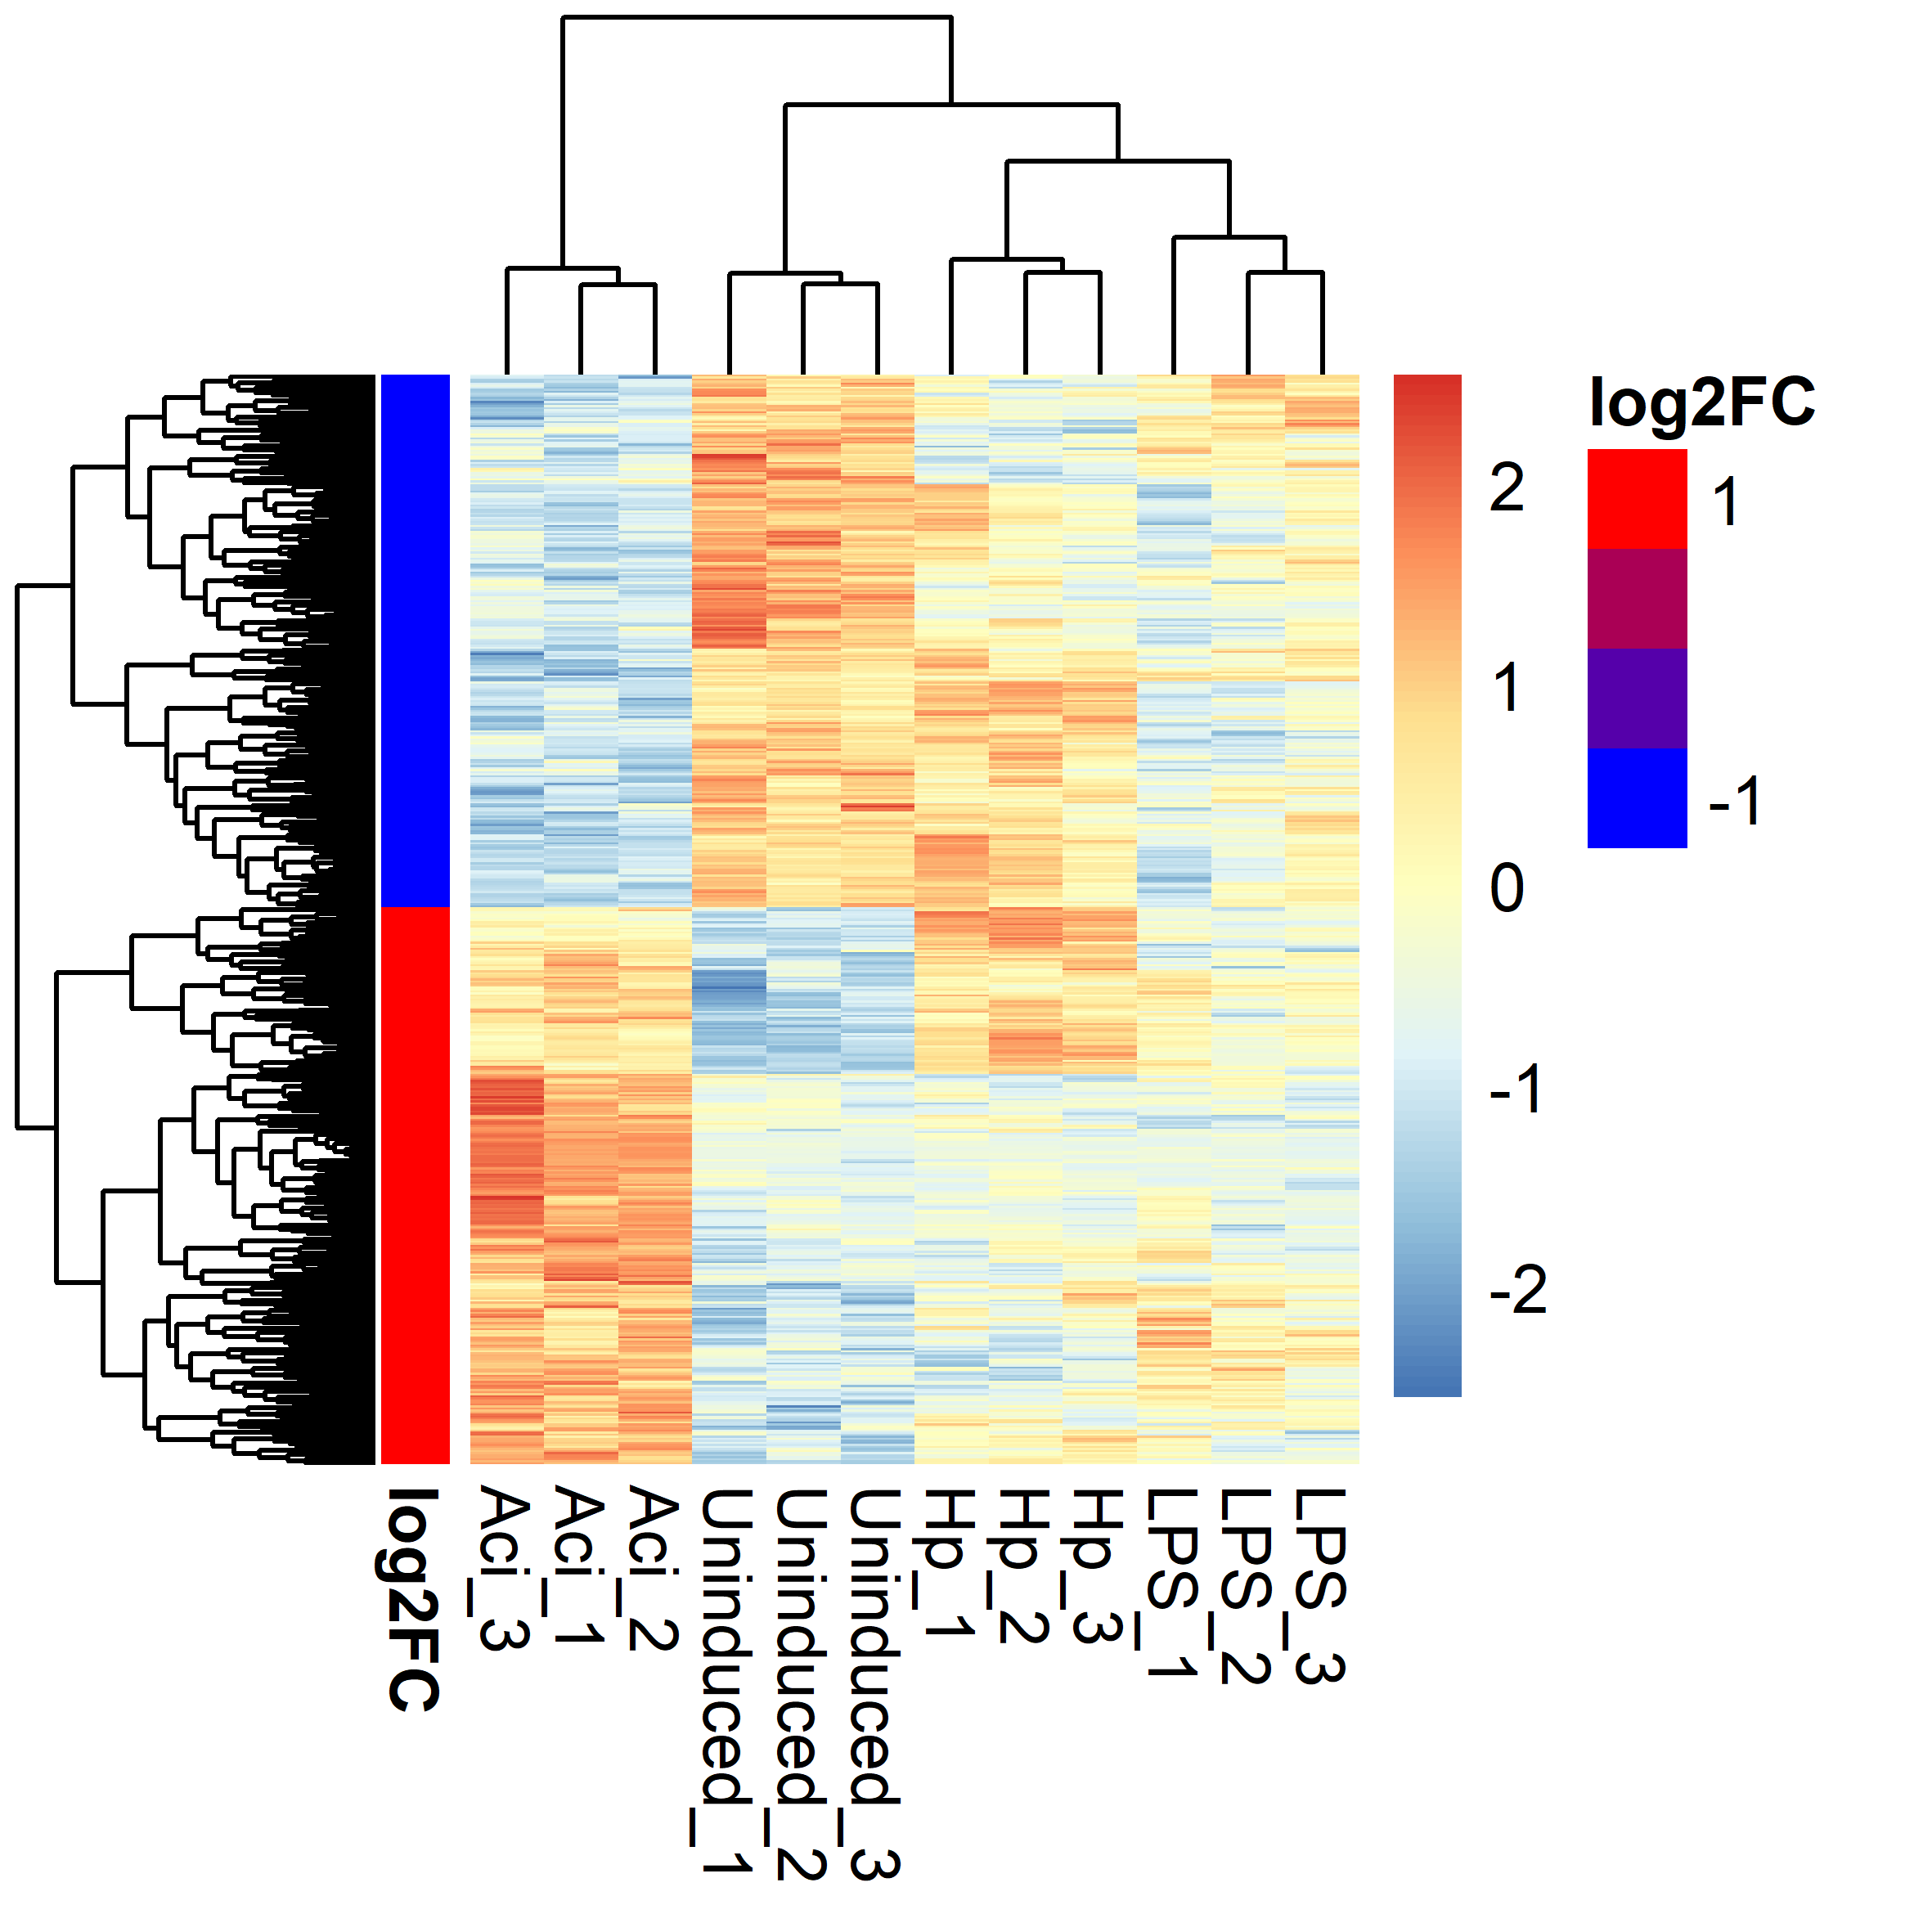 log2FC
1
-1
2
1
0
-1
-2
log2FC
Aci_3
Aci_1
Aci_2
Uninduced_1
Uninduced_2
Uninduced_3
Hp_1
Hp_2
Hp_3
LPS_1
LPS_2
LPS_3